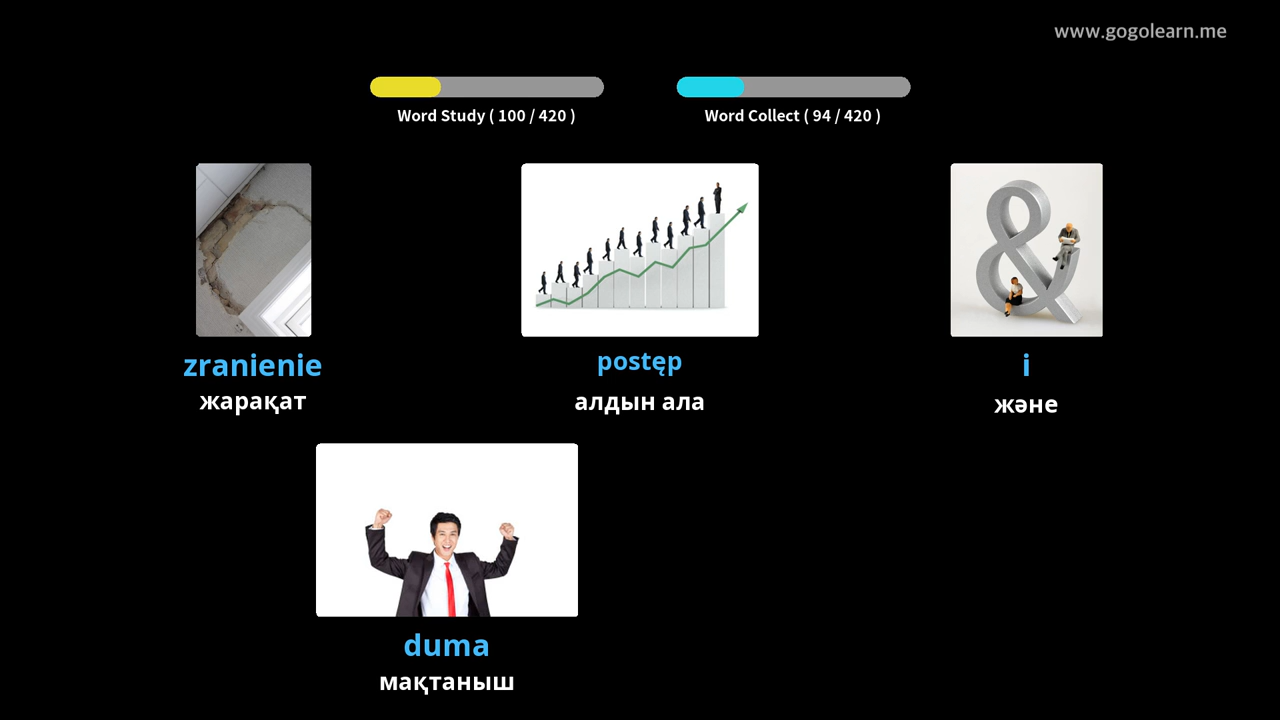 www.gogolearn.me
Word Study ( 100 / 420 )
Word Collect ( 94 / 420 )
zranienie
жарақат
postęp
алдын ала
i
және
duma
мақтаныш